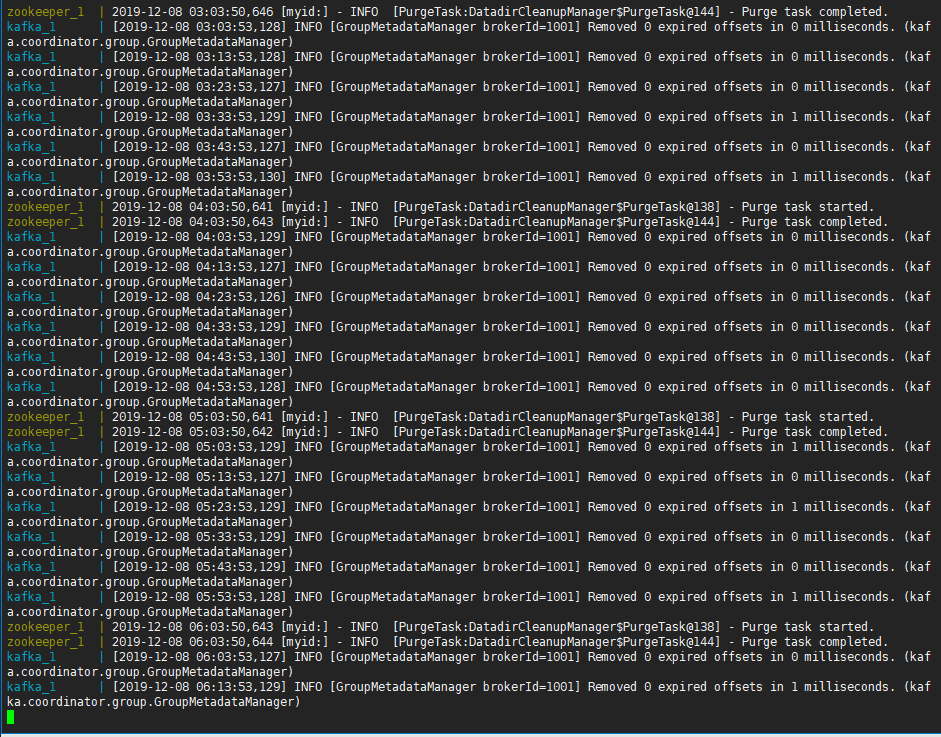 zookeeper_1  | 2019-12-08 03:03:50,646 [myid:] - INFO  [PurgeTask:DatadirCleanupManager$PurgeTask@144] - Purge task completed.
kafka_1      | [2019-12-08 03:03:53,128] INFO [GroupMetadataManager brokerId=1001] Removed 0 expired offsets in 0 milliseconds. (kaf
a.coordinator.group.GroupMetadataManager)
kafka_1      | [2019-12-08 03:13:53,128] INFO [GroupMetadataManager brokerId=1001] Removed 0 expired offsets in 0 milliseconds. (kaf
a.coordinator.group.GroupMetadataManager)
kafka_1      | [2019-12-08 03:23:53,127] INFO [GroupMetadataManager brokerId=1001] Removed 0 expired offsets in 0 milliseconds. (kaf
a.coordinator.group.GroupMetadataManager)
kafka_1      | [2019-12-08 03:33:53,129] INFO [GroupMetadataManager brokerId=1001] Removed 0 expired offsets in 1 milliseconds. (kaf
a.coordinator.group.GroupMetadataManager)
kafka_1      | [2019-12-08 03:43:53,127] INFO [GroupMetadataManager brokerId=1001] Removed 0 expired offsets in 0 milliseconds. (kaf
a.coordinator.group.GroupMetadataManager)
kafka_1      | [2019-12-08 03:53:53,130] INFO [GroupMetadataManager brokerId=1001] Removed 0 expired offsets in 1 milliseconds. (kaf
a.coordinator.group.GroupMetadataManager)
zookeeper_1  | 2019-12-08 04:03:50,641 [myid:] - INFO  [PurgeTask:DatadirCleanupManager$PurgeTask@138] - Purge task started.
zookeeper_1  | 2019-12-08 04:03:50,643 [myid:] - INFO  [PurgeTask:DatadirCleanupManager$PurgeTask@144] - Purge task completed.
kafka_1      | [2019-12-08 04:03:53,129] INFO [GroupMetadataManager brokerId=1001] Removed 0 expired offsets in 0 milliseconds. (kaf
a.coordinator.group.GroupMetadataManager)
kafka_1      | [2019-12-08 04:13:53,127] INFO [GroupMetadataManager brokerId=1001] Removed 0 expired offsets in 0 milliseconds. (kaf
a.coordinator.group.GroupMetadataManager)
kafka_1      | [2019-12-08 04:23:53,126] INFO [GroupMetadataManager brokerId=1001] Removed 0 expired offsets in 0 milliseconds. (kaf
a.coordinator.group.GroupMetadataManager)
kafka_1      | [2019-12-08 04:33:53,129] INFO [GroupMetadataManager brokerId=1001] Removed 0 expired offsets in 0 milliseconds. (kaf
a.coordinator.group.GroupMetadataManager)
kafka_1      | [2019-12-08 04:43:53,130] INFO [GroupMetadataManager brokerId=1001] Removed 0 expired offsets in 0 milliseconds. (kaf
a.coordinator.group.GroupMetadataManager)
kafka_1      | [2019-12-08 04:53:53,128] INFO [GroupMetadataManager brokerId=1001] Removed 0 expired offsets in 0 milliseconds. (kaf
a.coordinator.group.GroupMetadataManager)
zookeeper_1  | 2019-12-08 05:03:50,641 [myid:] - INFO  [PurgeTask:DatadirCleanupManager$PurgeTask@138] - Purge task started.
zookeeper_1  | 2019-12-08 05:03:50,642 [myid:] - INFO  [PurgeTask:DatadirCleanupManager$PurgeTask@144] - Purge task completed.
kafka_1      | [2019-12-08 05:03:53,129] INFO [GroupMetadataManager brokerId=1001] Removed 0 expired offsets in 1 milliseconds. (kaf
a.coordinator.group.GroupMetadataManager)
kafka_1      | [2019-12-08 05:13:53,127] INFO [GroupMetadataManager brokerId=1001] Removed 0 expired offsets in 0 milliseconds. (kaf
a.coordinator.group.GroupMetadataManager)
kafka_1      | [2019-12-08 05:23:53,129] INFO [GroupMetadataManager brokerId=1001] Removed 0 expired offsets in 1 milliseconds. (kaf
a.coordinator.group.GroupMetadataManager)
kafka_1      | [2019-12-08 05:33:53,129] INFO [GroupMetadataManager brokerId=1001] Removed 0 expired offsets in 0 milliseconds. (kaf
a.coordinator.group.GroupMetadataManager)
kafka_1      | [2019-12-08 05:43:53,129] INFO [GroupMetadataManager brokerId=1001] Removed 0 expired offsets in 0 milliseconds. (kaf
a.coordinator.group.GroupMetadataManager)
kafka_1      | [2019-12-08 05:53:53,128] INFO [GroupMetadataManager brokerId=1001] Removed 0 expired offsets in 1 milliseconds. (kaf
a.coordinator.group.GroupMetadataManager)
zookeeper_1  | 2019-12-08 06:03:50,643 [myid:] - INFO  [PurgeTask:DatadirCleanupManager$PurgeTask@138] - Purge task started.
zookeeper_1  | 2019-12-08 06:03:50,644 [myid:] - INFO  [PurgeTask:DatadirCleanupManager$PurgeTask@144] - Purge task completed.
kafka_1      | [2019-12-08 06:03:53,127] INFO [GroupMetadataManager brokerId=1001] Removed 0 expired offsets in 0 milliseconds. (kaf
a.coordinator.group.GroupMetadataManager)
kafka_1      | [2019-12-08 06:13:53,129] INFO [GroupMetadataManager brokerId=1001] Removed 0 expired offsets in 1 milliseconds. (kaf
ka.coordinator.group.GroupMetadataManager)